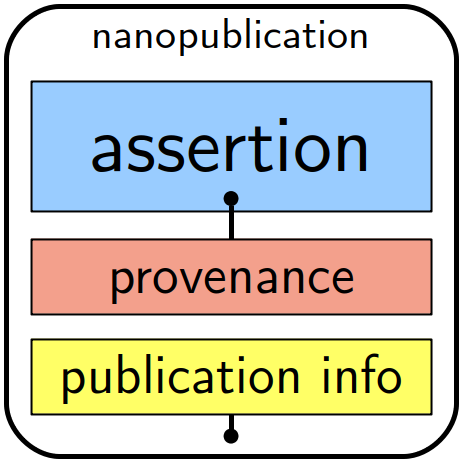 nanopublication
assertion
provenance
publication info